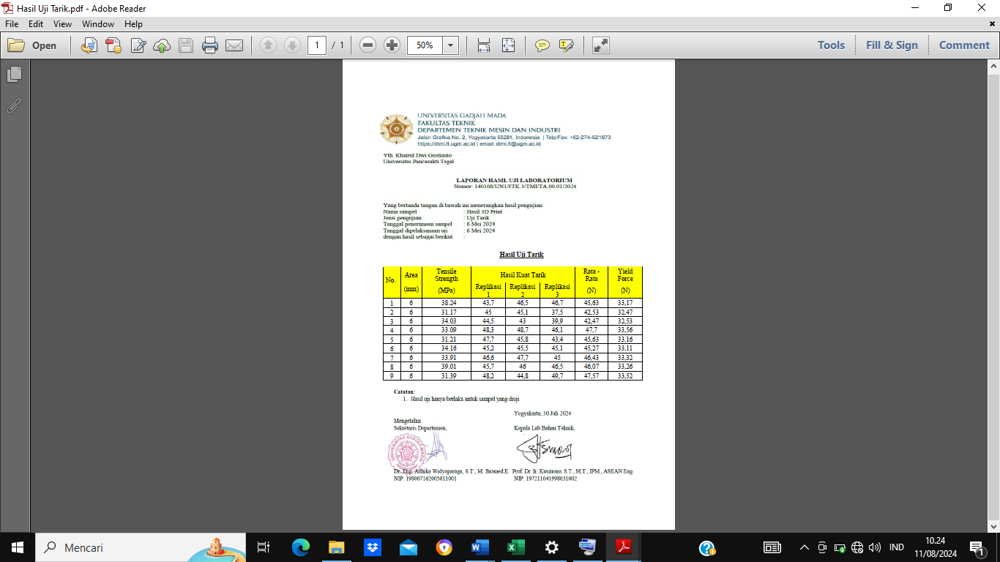 Hasil Uji Tarik.pdf - Adobe Reader
File Edit View Window Help
Open 1 / 1 50% Tools Fill & Sign Comment
UNIVERSITAS GADJAH MADA
FAKULTAS TEKNIK
DEPARTEMEN TEKNIK MESIN DAN INDUSTRI
Jalan Grafika No. 2, Yogyakarta 55281, Indonesia | Telp/Fax: +62-274-521673
https://dtmi.ft.ugm.ac.id | email: dtmi.ft@ugm.ac.id
Yth. Khairul Dwi Gustianto
Universitas Pancasakti Tegal
LAPORAN HASIL UJI LABORATORIUM
Nomor: 140108/UN1/FTK.3/TMI/TA.00.01/2024
Yang bertanda tangan di bawah ini menerangkan hasil pengujian:
Nama sampel : Hasil 3D Print
Jenis pengujian : Uji Tarik
Tanggal penerimaan sampel : 6 Mei 2024
Tanggal dipelaksanaan uji : 6 Mei 2024
dengan hasil sebagai berikut :
Hasil Uji Tarik
No. Area (mm) Tensile Strength (MPa) Hasil Kuat Tarik Rata - Rata (N) Yield Force (N)
Replikasi 1 Replikasi 2 Replikasi 3
1 6 38.24 43,7 46,5 46,7 45,63 33,17
2 6 31.17 45 45,1 37,5 42,53 32,47
3 6 34.03 44,5 43 39,9 42,47 32,53
4 6 33.09 48,3 48,7 46,1 47,7 33,56
5 6 31.21 47,7 45,8 43,4 45,63 33,16
6 6 34.16 45,2 45,5 45,1 45,27 33,11
7 6 33.91 46,6 47,7 45 46,43 33,32
8 6 39.01 45,7 46 46,5 46,07 33,26
9 6 31.39 48,2 44,8 49,7 47,57 33,52
Catatan:
1. Hasil uji hanya berlaku untuk sampel yang diuji
Yogyakarta, 30 Juli 2024
Mengetahui
Sekretaris Departemen, Kepala Lab Bahan Teknik,
UNIVERSITAS GADJAH MADA
Dr. Eng. Adhika Widyaparaga, S.T., M. Biomed.E. Prof. Dr. Ir. Kusmono, S.T., M.T., IPM., ASEAN Eng.
NIP. 198007162005011001 NIP. 197211041998031002
Mencari IND 10.24
11/08/2024 1